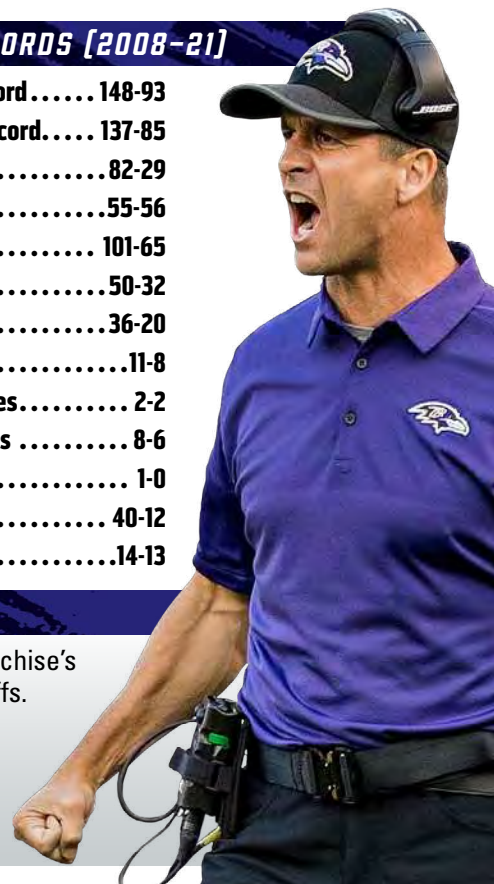 ORDS [2008–21]
ord...... 148-93
cord..... 137-85
...........82-29
...........55-56
.......... 101-65
...........50-32
...........36-20
.............11-8
es.......... 2-2
s .......... 8-6
............. 1-0
........... 40-12
............14-13
chise's
ffs.
BOSE